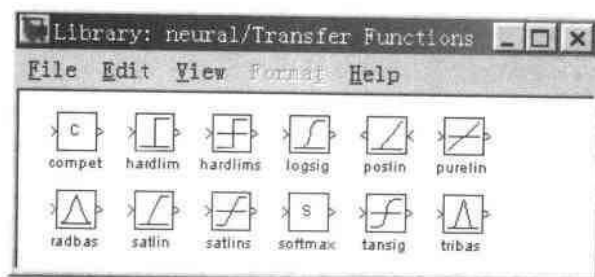 Library: neural/Transfer Functions
File Edit View Format Help
C
compet hardlim hardlims logsig poslin purelin
S
radbas satlin satlins softmax tansig tribas